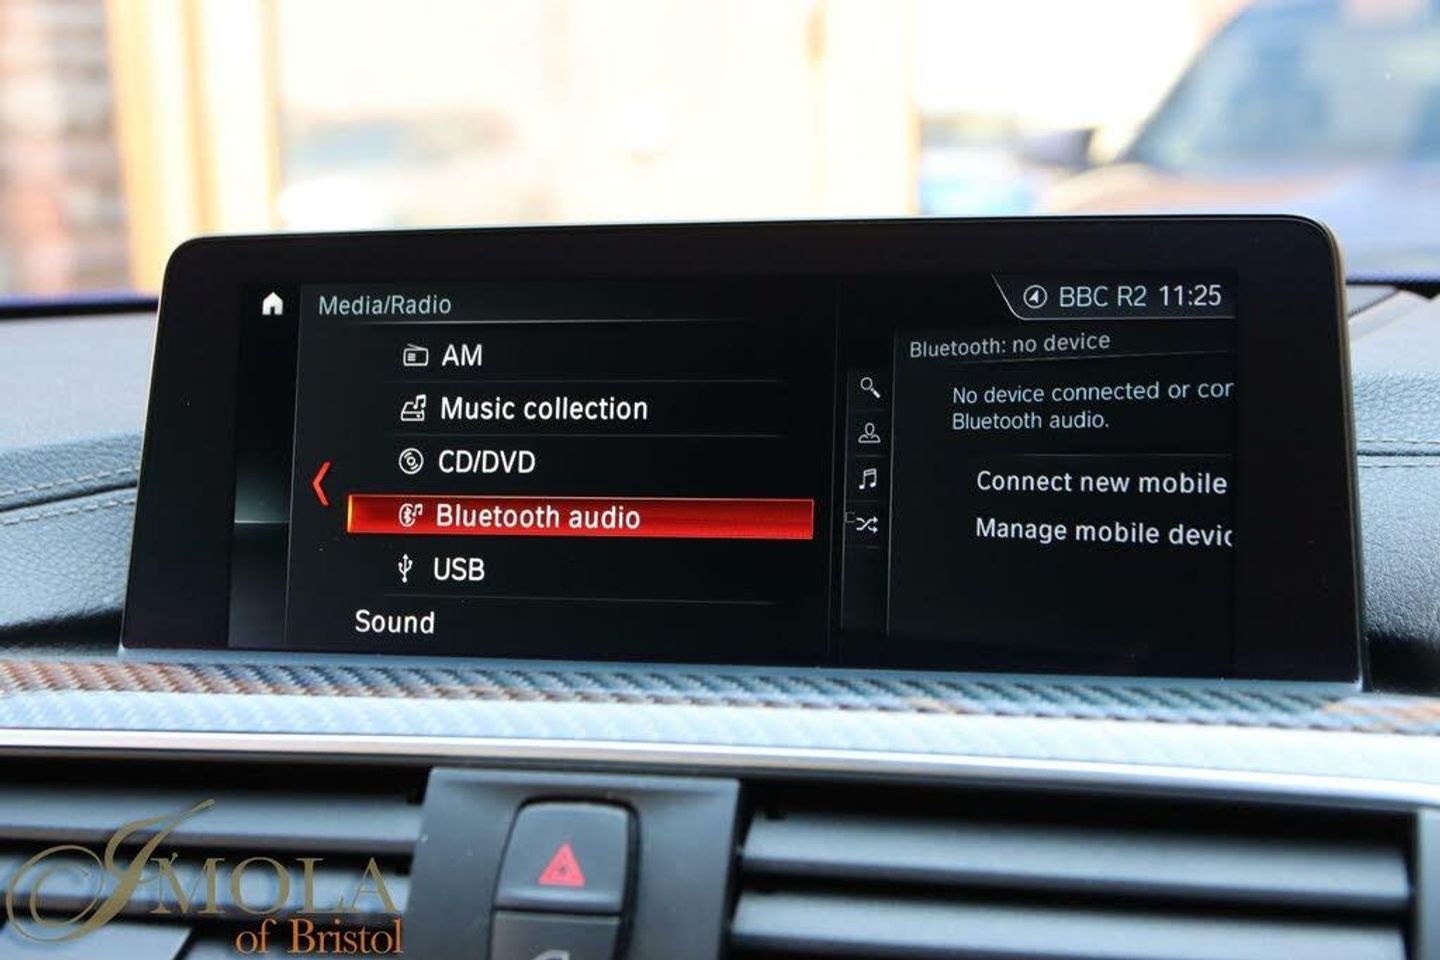 Media/Radio
BBC R2 11:25
AM
Music collection
CD/DVD
Bluetooth audio
USB
Sound
Bluetooth: no device
No device connected or cor
Bluetooth audio.
Connect new mobile
Manage mobile devic
IMOLA
of Bristol